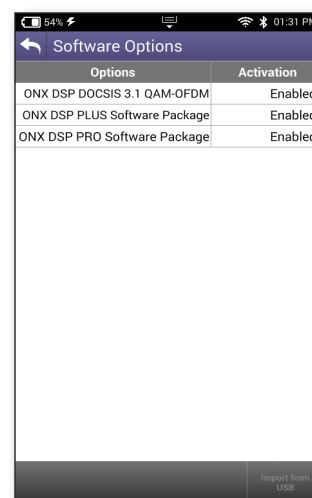 54% 01:31 PM
Software Options
Options Activation
ONX DSP DOCSIS 3.1 QAM-OFDM Enabled
ONX DSP PLUS Software Package Enabled
ONX DSP PRO Software Package Enabled
Import from
USB